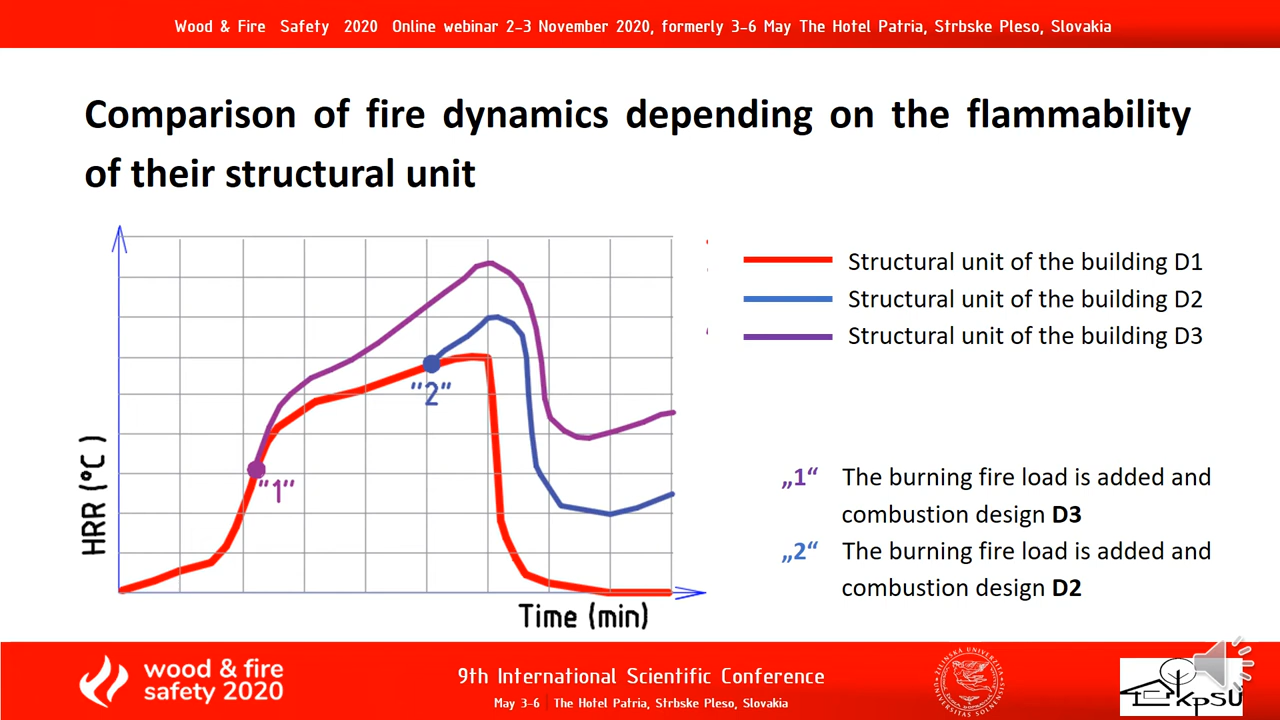 Wood & Fire Safety 2020 Online webinar 2-3 November 2020, formerly 3-6 May The Hotel Patria, Strbske Pleso, Slovakia
Comparison of fire dynamics depending on the flammability
of their structural unit
Structural unit of the building D1
Structural unit of the building D2
Structural unit of the building D3
"2"
"1"
HRR (°C)
Time (min)
„1“ The burning fire load is added and
combustion design D3
„2“ The burning fire load is added and
combustion design D2
wood & fire
safety 2020
9th International Scientific Conference
May 3-6 The Hotel Patria, Strbske Pleso, Slovakia
kpSU